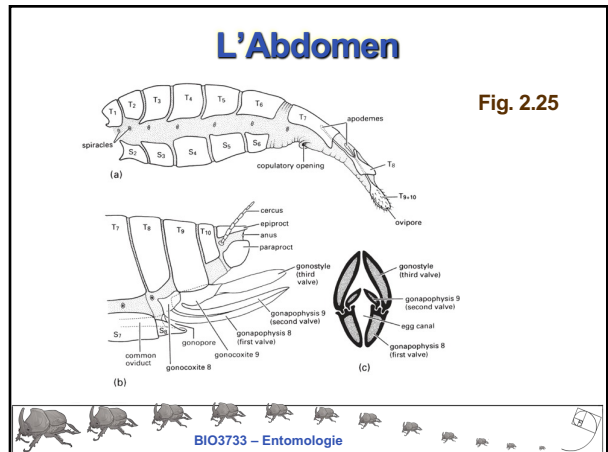 L'Abdomen
Fig. 2.25
T1
T2
T3
T4
T5
T6
T7
apodemes
spiracles
S2
S3
S4
S5
S6
copulatory opening
T8
(a)
T9+10
ovipore
cercus
epiproct
anus
paraproct
T7
T8
T9
T10
gonostyle
(third
valve)
gonapophysis 9
(second valve)
gonapophysis 8
(first valve)
S7
S8
gonopore
gonocoxite 9
common
oviduct
gonocoxite 8
(b)
gonostyle
(third valve)
gonapophysis 9
(second valve)
egg canal
gonapophysis 8
(first valve)
(c)
BIO3733 – Entomologie